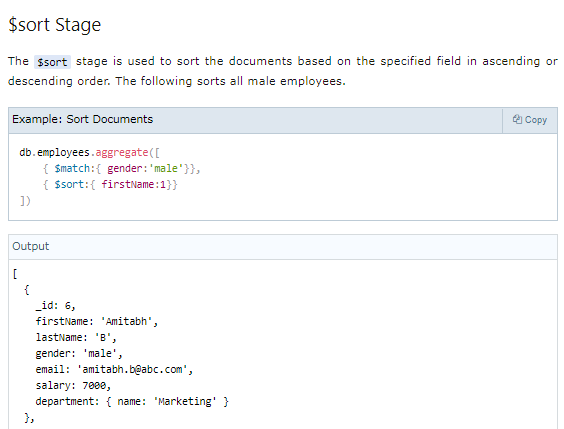 $sort Stage
The $sort stage is used to sort the documents based on the specified field in ascending or
descending order. The following sorts all male employees.
Example: Sort Documents
Copy
db.employees.aggregate([
    { $match:{ gender:'male'}},
    { $sort:{ firstName:1}}
])
Output
[
  {
    _id: 6,
    firstName: 'Amitabh',
    lastName: 'B',
    gender: 'male',
    email: 'amitabh.b@abc.com',
    salary: 7000,
    department: { name: 'Marketing' }
  },